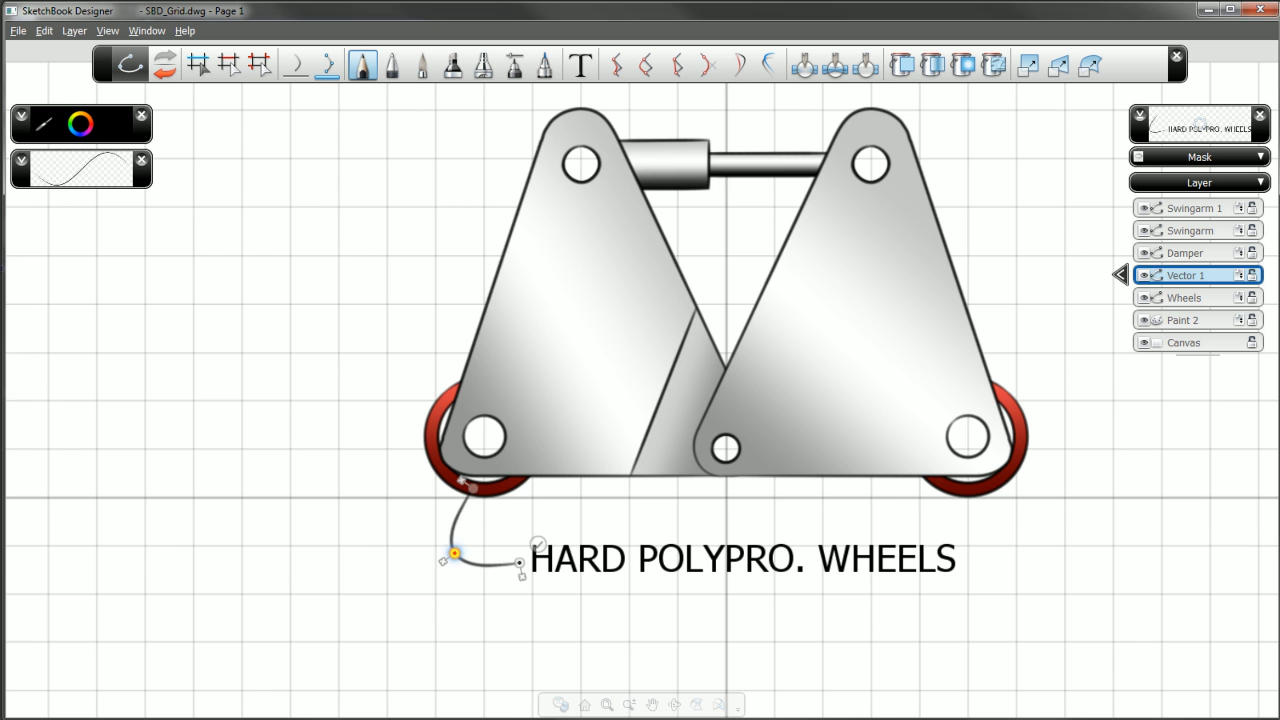 SketchBook Designer - SBD_Grid.dwg - Page 1
File Edit Layer View Window Help
T
HARD POLYPRO. WHEELS
Mask
Layer
Swingarm 1
Swingarm
Damper
Vector 1
Wheels
Paint 2
Canvas
HARD POLYPRO. WHEELS